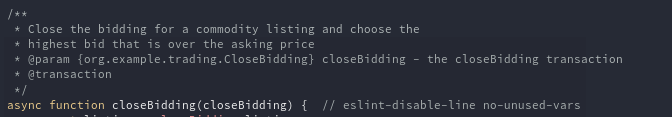 /**
 * Close the bidding for a commodity listing and choose the
 * highest bid that is over the asking price
 * @param {org.example.trading.CloseBidding} closeBidding - the closeBidding transaction
 * @transaction
 */
async function closeBidding(closeBidding) {  // eslint-disable-line no-unused-vars